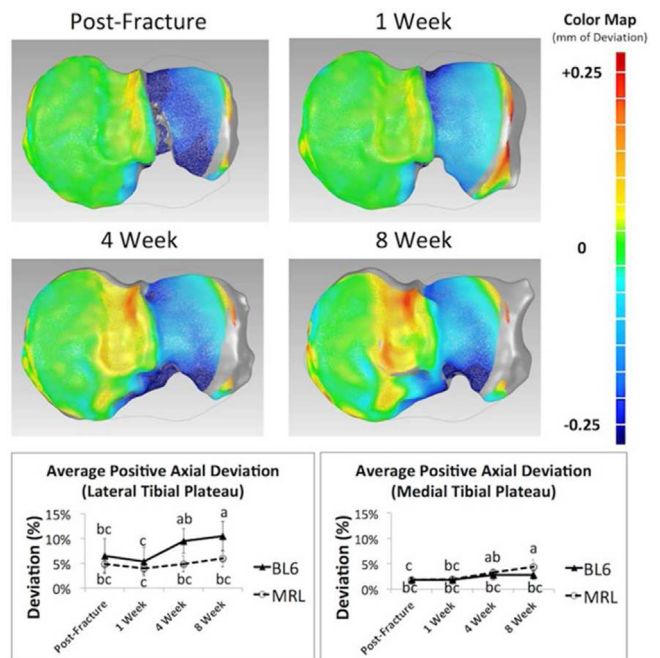 Post-Fracture
1 Week
Color Map
(mm of Deviation)
+0.25
0
-0.25
4 Week
8 Week
Average Positive Axial Deviation
(Lateral Tibial Plateau)
Deviation (%)
15%
10%
5%
0%
bc
c
ab
a
bc
c
bc
bc
BL6
MRL
Post-Fracture
1 Week
4 Week
8 Week
Average Positive Axial Deviation
(Medial Tibial Plateau)
Deviation (%)
15%
10%
5%
0%
c
bc
ab
a
bc
bc
bc
bc
BL6
MRL
Post-Fracture
1 Week
4 Week
8 Week